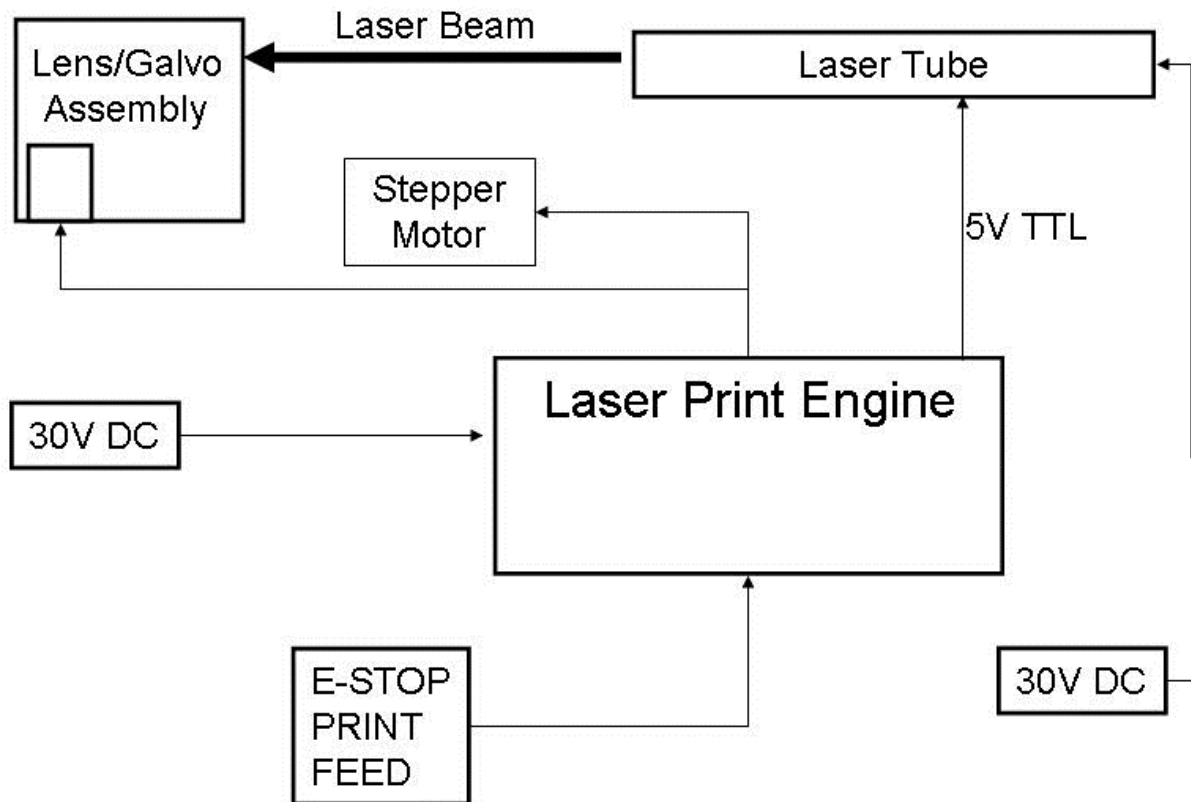 Laser Beam
Lens/Galvo
Assembly
Laser Tube
Stepper
Motor
5V TTL
Laser Print Engine
30V DC
E-STOP
PRINT
FEED
30V DC